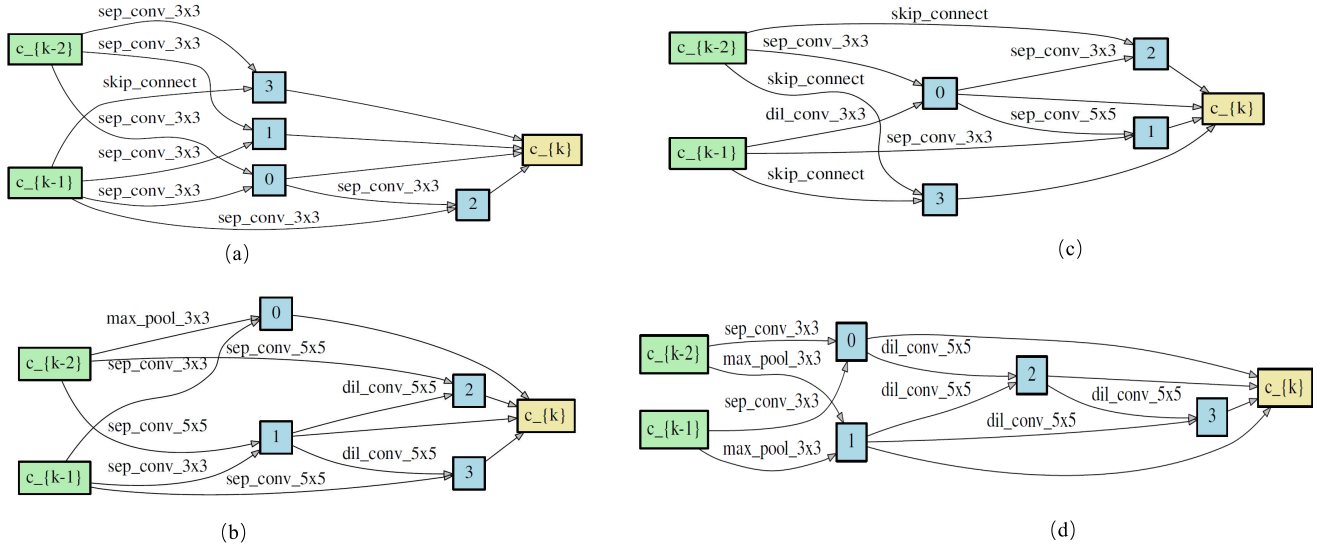 sep_conv_3x3
c_{k-2}
sep_conv_3x3
skip_connect
3
sep_conv_3x3
1
c_{k}
sep_conv_3x3
c_{k-1}
0
sep_conv_3x3
sep_conv_3x3
2
sep_conv_3x3
(a)
skip_connect
c_{k-2}
sep_conv_3x3
sep_conv_3x3
2
skip_connect
0
dil_conv_3x3
sep_conv_5x5
c_{k}
c_{k-1}
sep_conv_3x3
1
skip_connect
3
(c)
max_pool_3x3
0
c_{k-2}
sep_conv_3x3
sep_conv_5x5
dil_conv_5x5
2
c_{k}
sep_conv_5x5
1
dil_conv_5x5
c_{k-1}
sep_conv_3x3
sep_conv_5x5
3
(b)
sep_conv_3x3
0
c_{k-2}
max_pool_3x3
dil_conv_5x5
2
c_{k}
sep_conv_3x3
dil_conv_5x5
dil_conv_5x5
c_{k-1}
1
dil_conv_5x5
3
max_pool_3x3
(d)